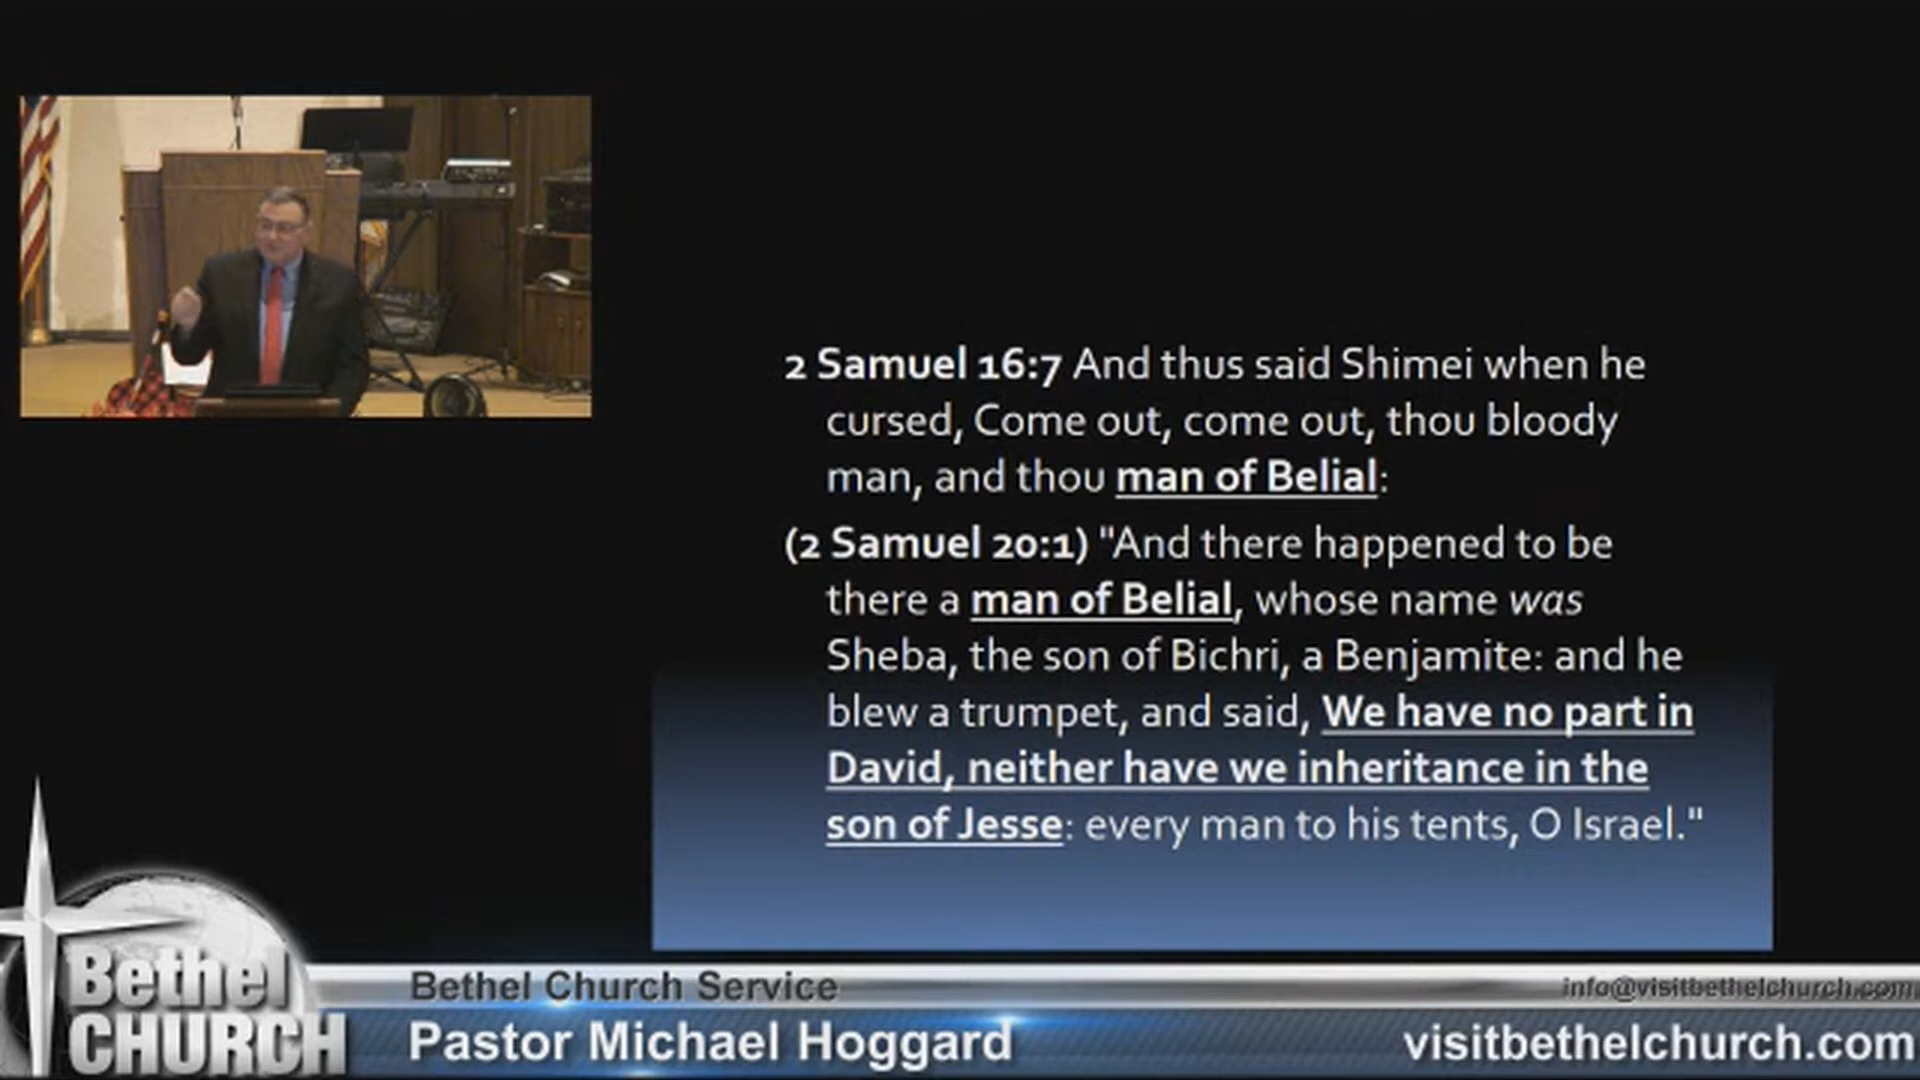 2 Samuel 16:7 And thus said Shimei when he
cursed, Come out, come out, thou bloody
man, and thou man of Belial:
(2 Samuel 20:1) "And there happened to be
there a man of Belial, whose name was
Sheba, the son of Bichri, a Benjamite: and he
blew a trumpet, and said, We have no part in
David, neither have we inheritance in the
son of Jesse: every man to his tents, O Israel."
Bethel
CHURCH
Bethel Church Service
info@visitbethelchurch.com
Pastor Michael Hoggard
visitbethelchurch.com